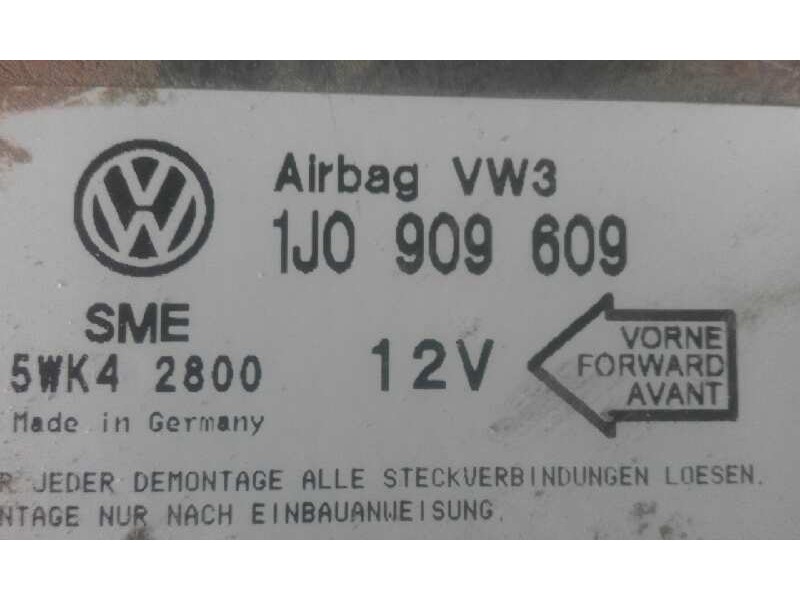 Airbag VW3
1J0 909 609
SME
5WK4 2800
12V
VORNE
FORWARD
AVANT
Made in Germany
R JEDER DEMONTAGE ALLE STECKVERBINDUNGEN LOESEN.
NTAGE NUR NACH EINBAUANWEISUNG.